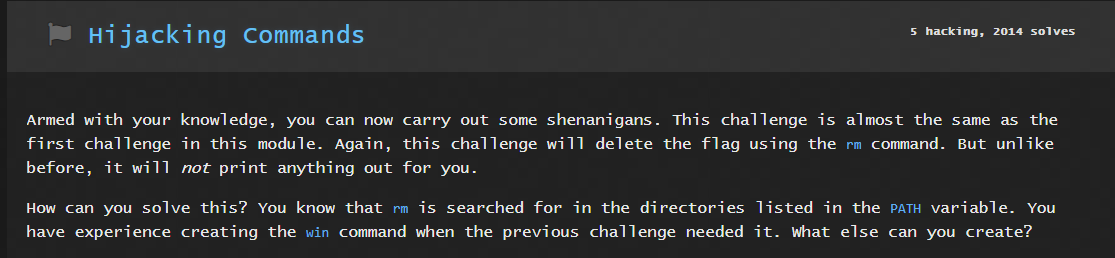 Hijacking Commands
5 hacking, 2014 solves
Armed with your knowledge, you can now carry out some shenanigans. This challenge is almost the same as the
first challenge in this module. Again, this challenge will delete the flag using the rm command. But unlike
before, it will not print anything out for you.
How can you solve this? You know that rm is searched for in the directories listed in the PATH variable. You
have experience creating the win command when the previous challenge needed it. What else can you create?